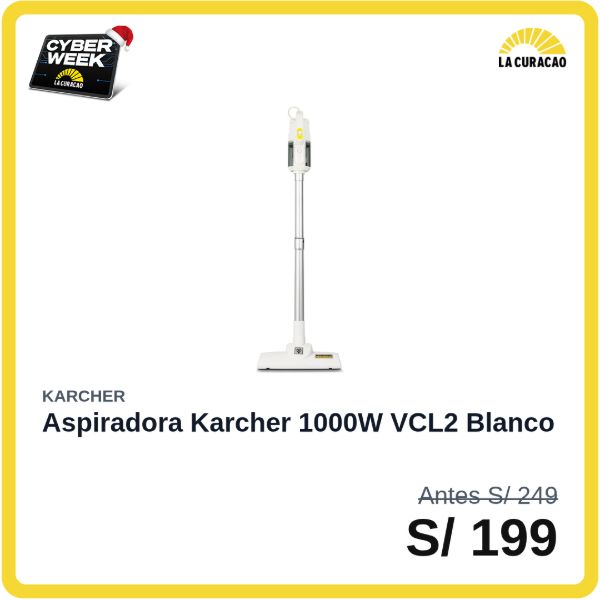 CYBER
WEEK
LA CURACAO
LA CURACAO
KARCHER
Aspiradora Karcher 1000W VCL2 Blanco
Antes S/ 249
S/ 199